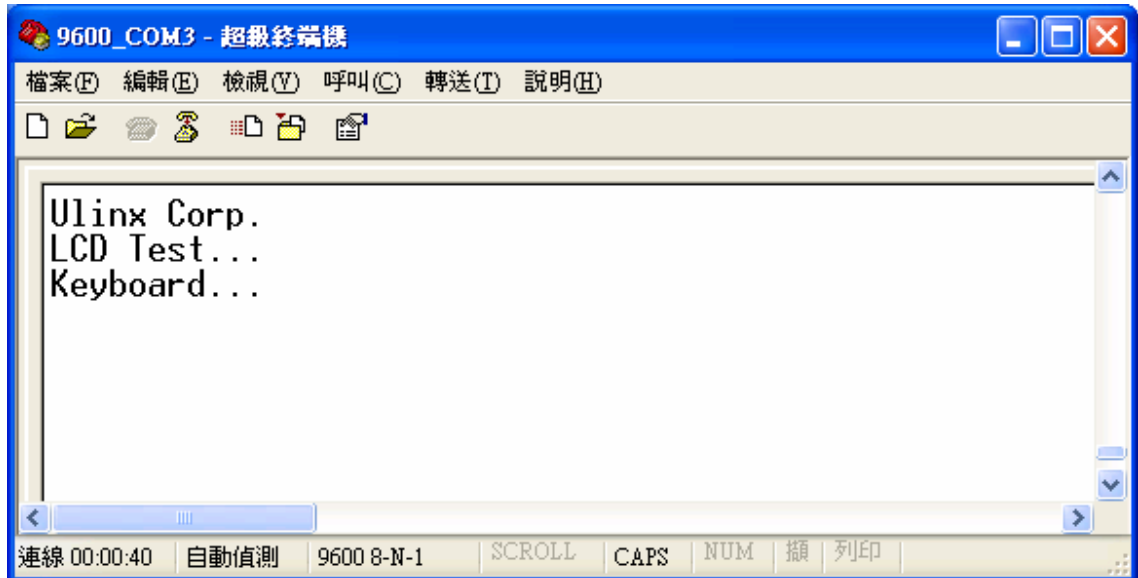 9600_COM3 - 超級終端機
檔案(F) 編輯(E) 檢視(V) 呼叫(C) 轉送(T) 說明(H)
Ulinx Corp.
LCD Test...
Keyboard...
連線 00:00:40 自動偵測 9600 8-N-1 SCROLL CAPS NUM 擷 列印